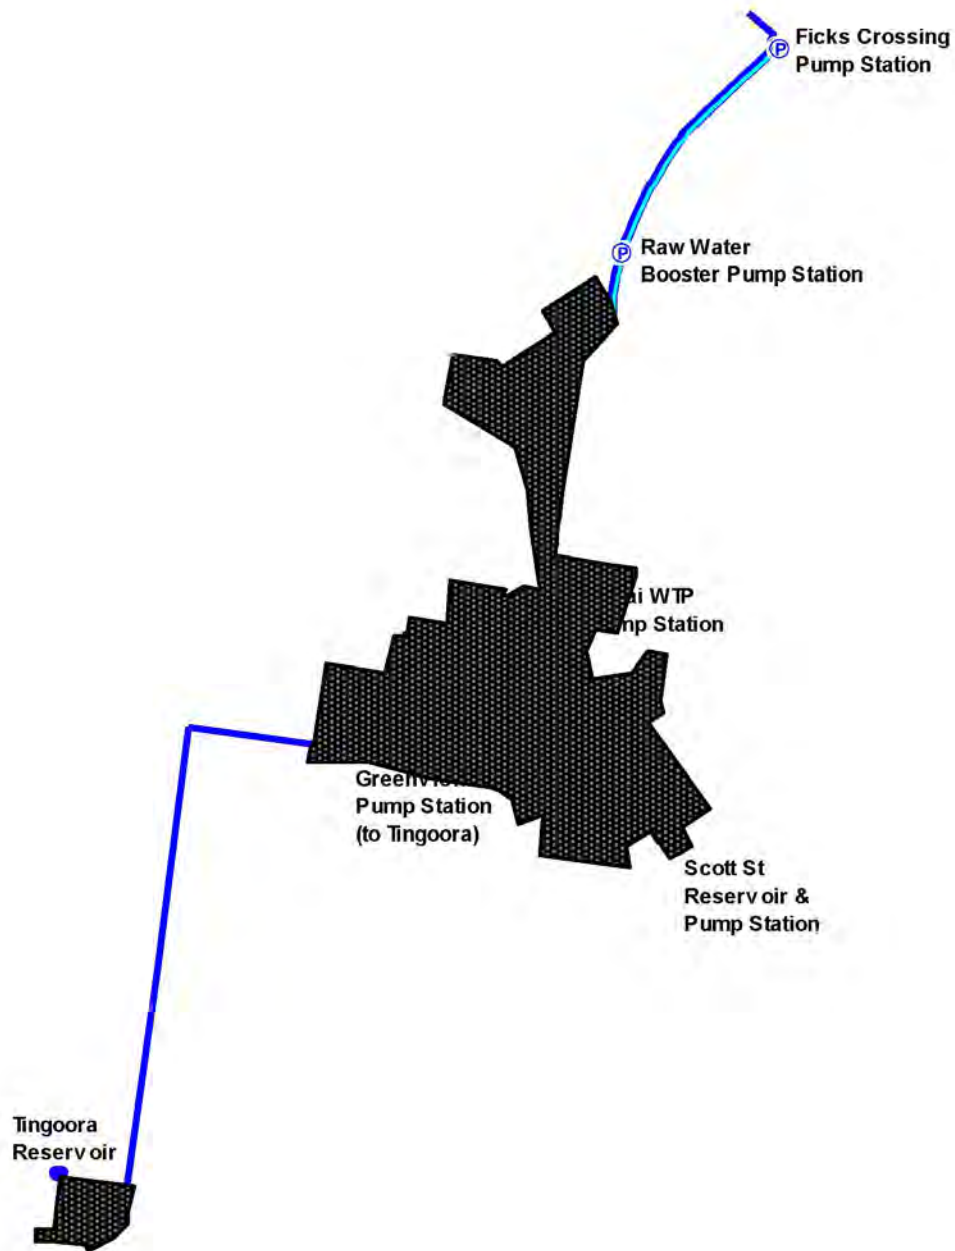 Ficks Crossing
Pump Station
P
Raw Water
Booster Pump Station
P
WTP
Station
Pump Station
(to Tingoora)
Scott St
Reservoir &
Pump Station
Tingoora
Reservoir